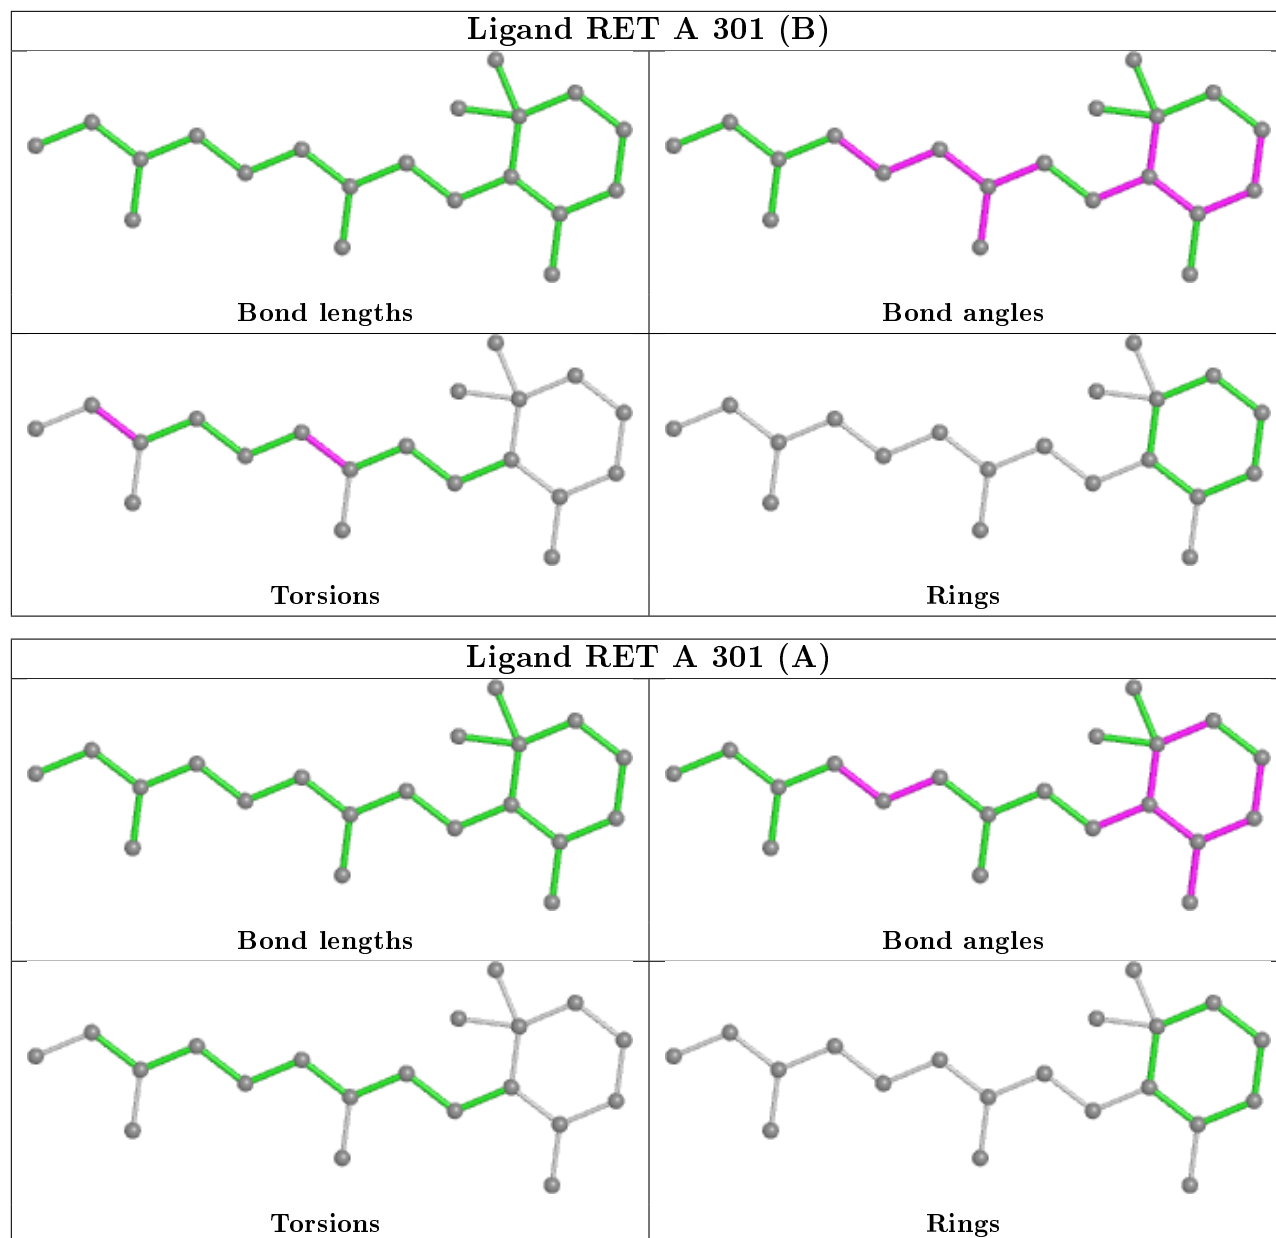 Ligand RET A 301 (B)
Bond lengths
Bond angles
Torsions
Rings
Ligand RET A 301 (A)
Bond lengths
Bond angles
Torsions
Rings